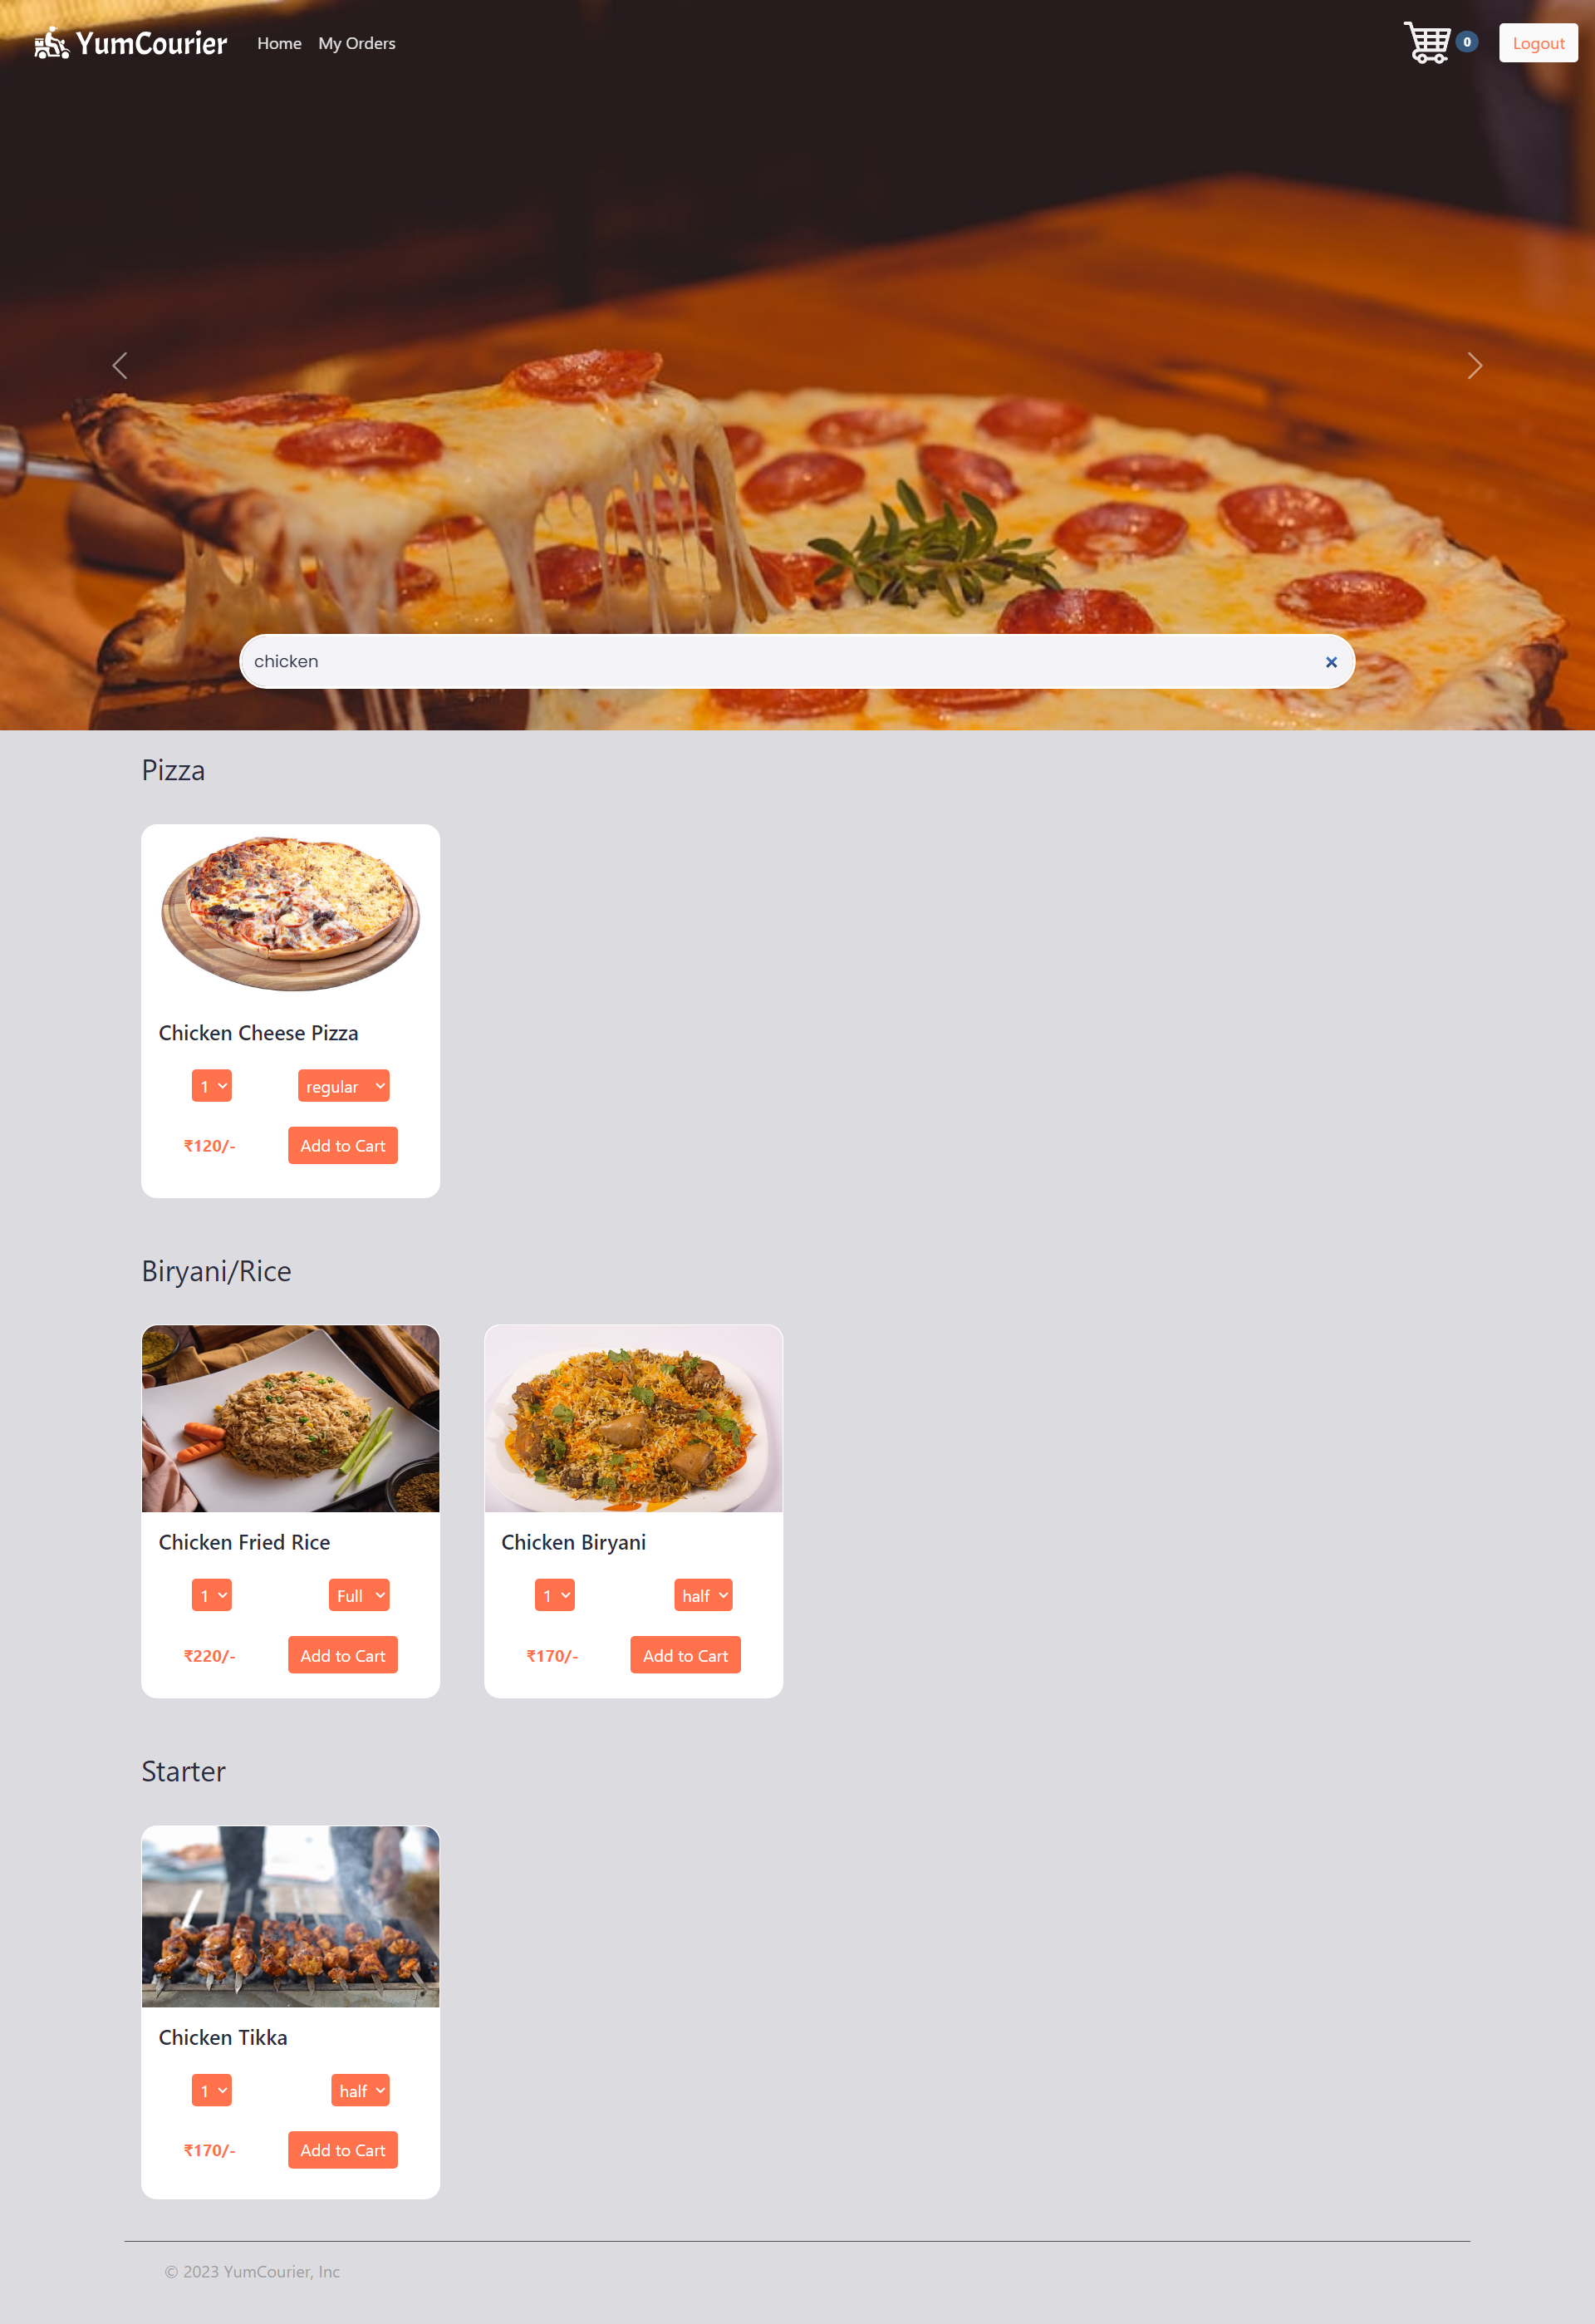 YumCourier Home My Orders 0 Logout
chicken
Pizza
Chicken Cheese Pizza
1 regular
₹120/- Add to Cart
Biryani/Rice
Chicken Fried Rice
1 Full
₹220/- Add to Cart
Chicken Biryani
1 half
₹170/- Add to Cart
Starter
Chicken Tikka
1 half
₹170/- Add to Cart
© 2023 YumCourier, Inc